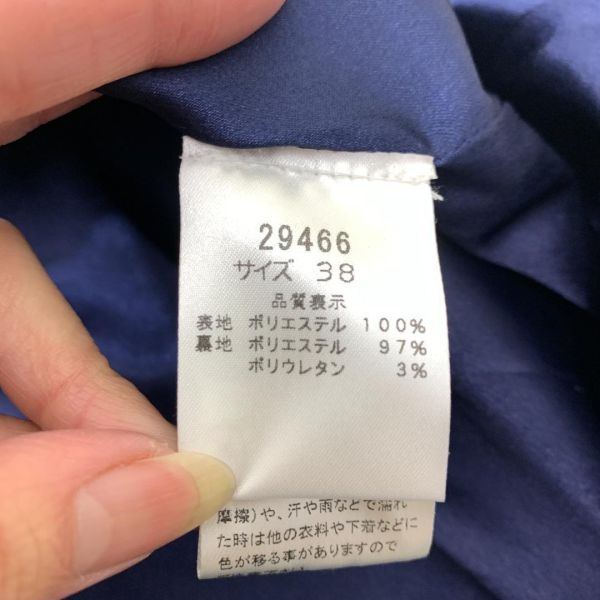 29466
サイズ 38
品質表示
表地 ポリエステル 100%
裏地 ポリエステル 97%
ポリウレタン 3%
摩擦)や、汗や雨などで濡れ
た時は他の衣料や下着などに
色が移る事がありますので